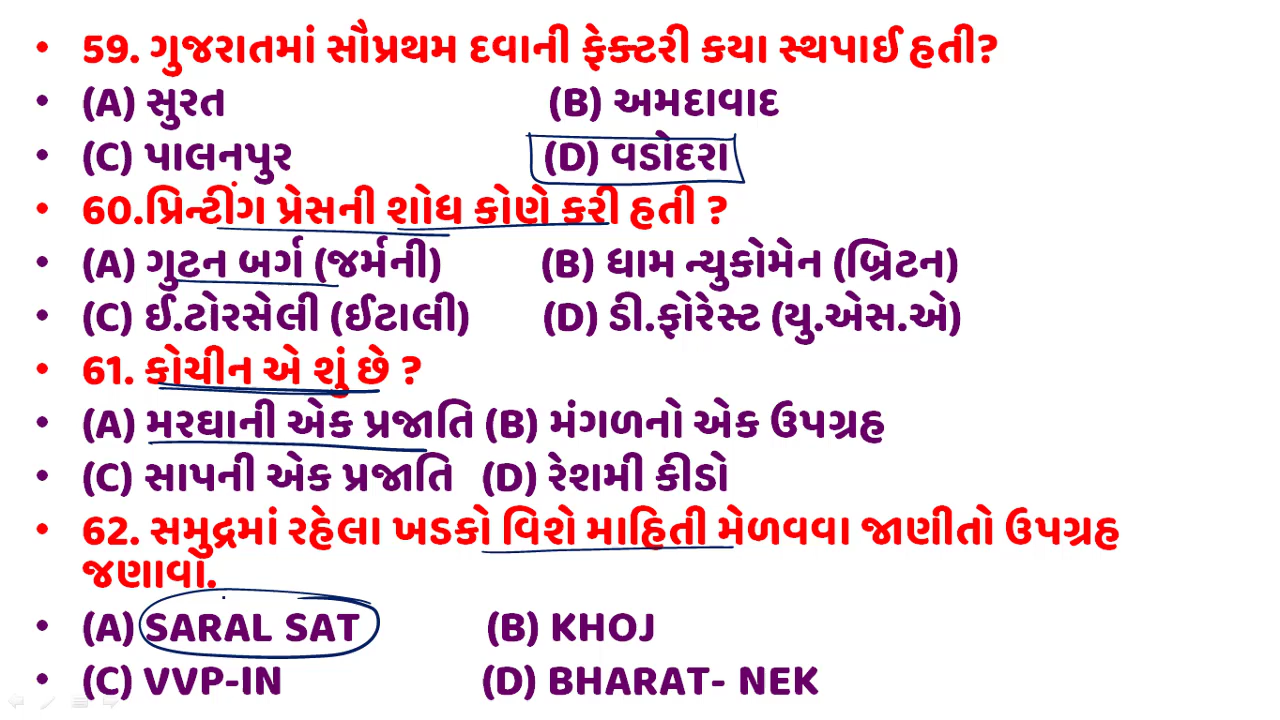 • 59. ગુજરાતમાં સૌપ્રથમ દવાની ફેક્ટરી કયા સ્થપાઈ હતી?
• (A) સુરત (B) અમદાવાદ
• (C) પાલનપુર (D) વડોદરા
• 60.પ્રિન્ટીંગ પ્રેસની શોધ કોણે કરી હતી ?
• (A) ગુટન બર્ગ (જર્મની) (B) ધામ ન્યુકોમેન (બ્રિટન)
• (C) ઈ.ટોરસેલી (ઈટાલી) (D) ડી.ફોરેસ્ટ (યુ.એસ.એ)
• 61. કોચીન એ શું છે ?
• (A) મરઘાની એક પ્રજાતિ (B) મંગળનો એક ઉપગ્રહ
• (C) સાપની એક પ્રજાતિ (D) રેશમી કીડો
• 62. સમુદ્રમાં રહેલા ખડકો વિશે માહિતી મેળવવા જાણીતો ઉપગ્રહ
જણાવો.
• (A) SARAL SAT (B) KHOJ
• (C) VVP-IN (D) BHARAT- NEK